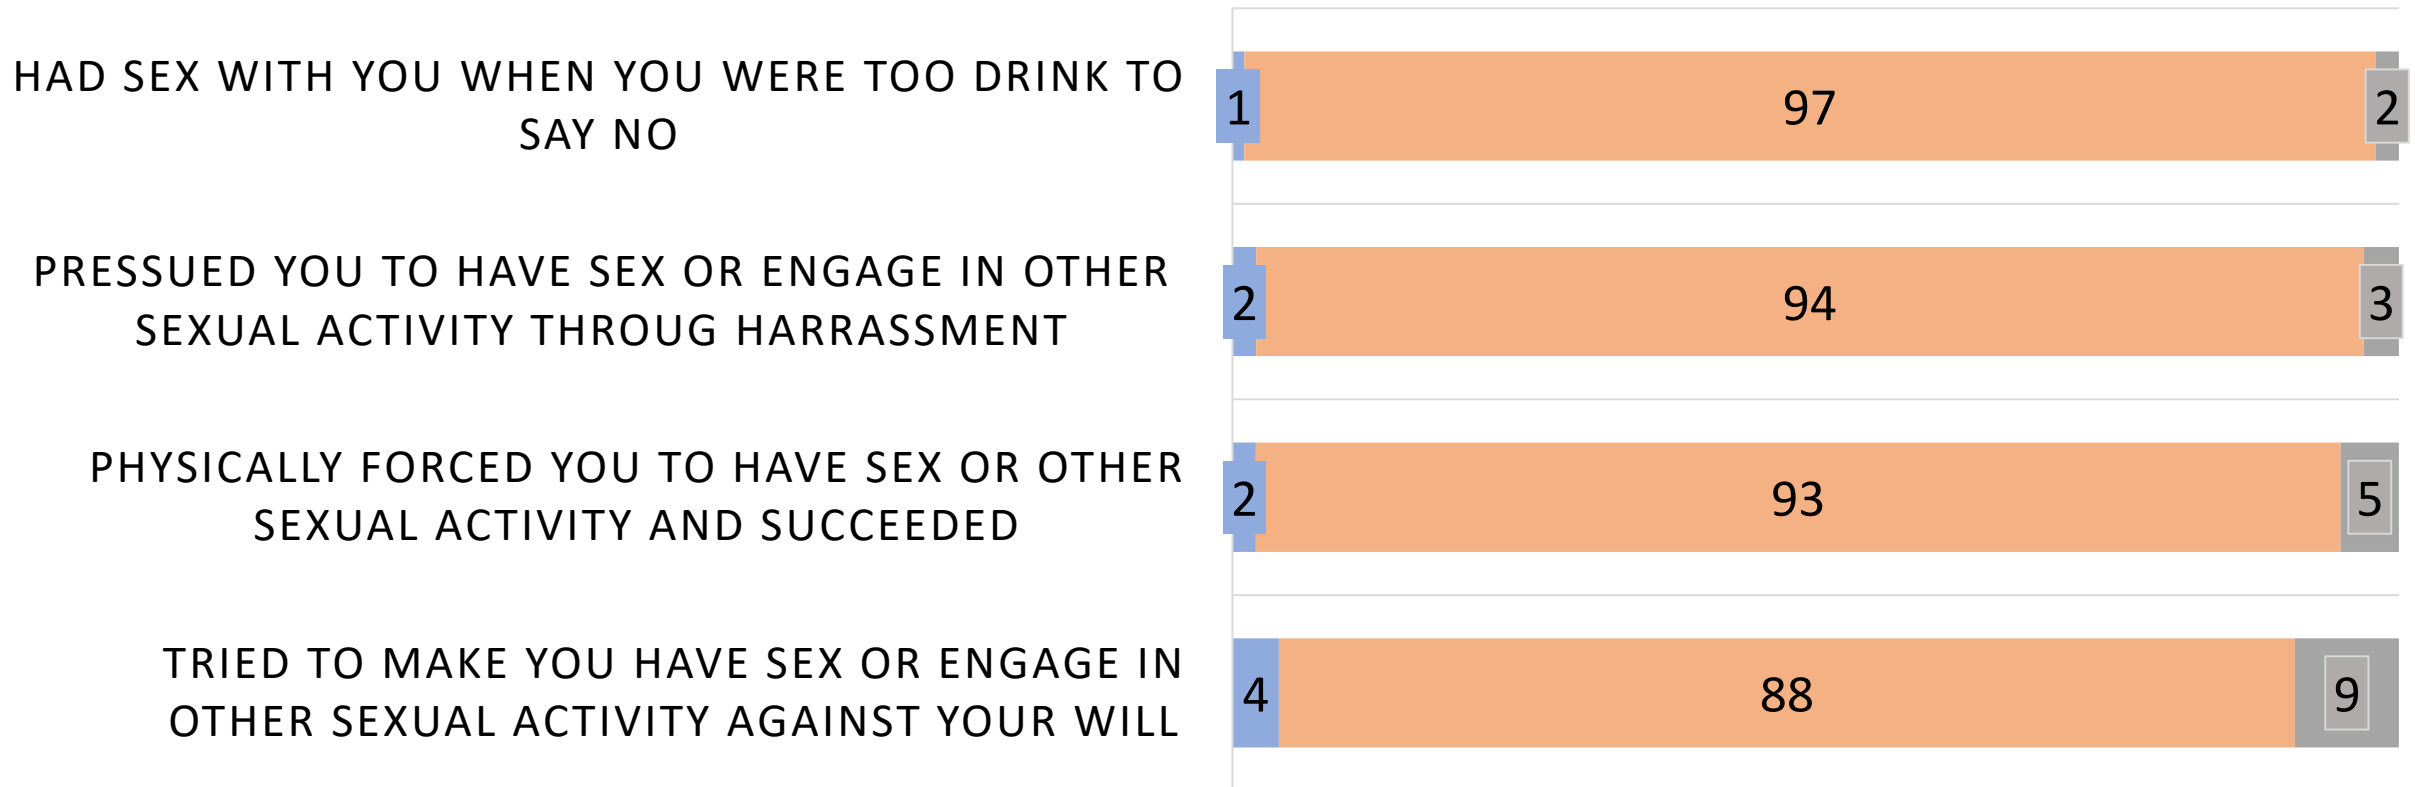 HAD SEX WITH YOU WHEN YOU WERE TOO DRINK TO
SAY NO
1 97 2
PRESSUED YOU TO HAVE SEX OR ENGAGE IN OTHER
SEXUAL ACTIVITY THROUG HARRASSMENT
2 94 3
PHYSICALLY FORCED YOU TO HAVE SEX OR OTHER
SEXUAL ACTIVITY AND SUCCEEDED
2 93 5
TRIED TO MAKE YOU HAVE SEX OR ENGAGE IN
OTHER SEXUAL ACTIVITY AGAINST YOUR WILL
4 88 9